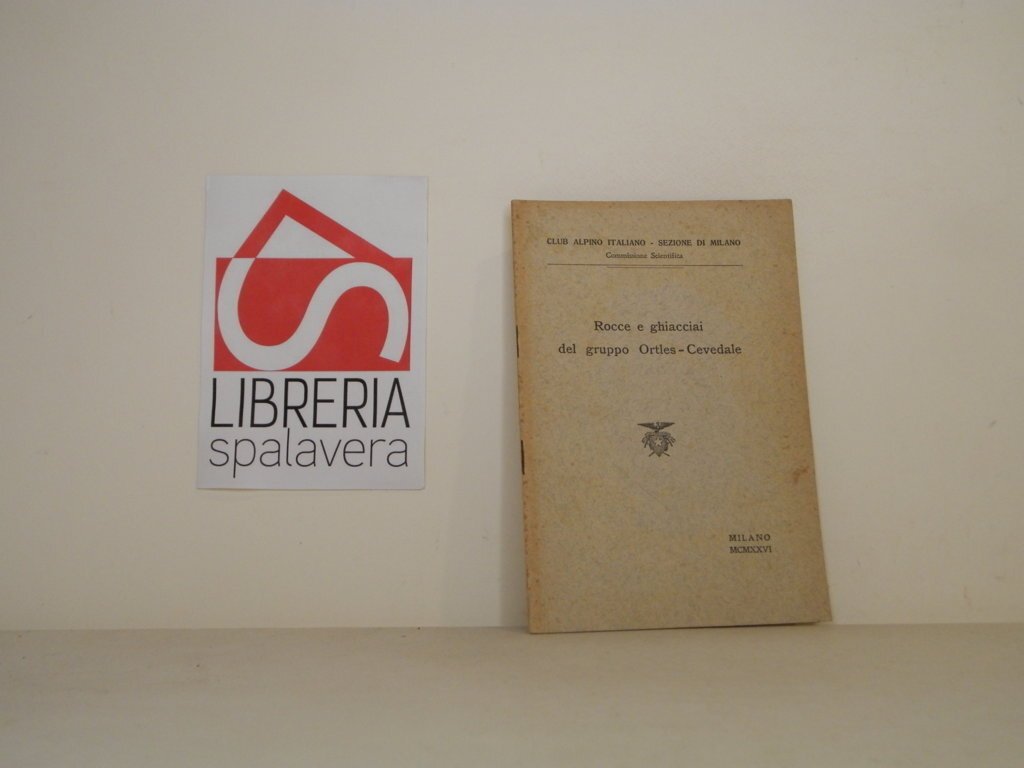 LIBRERIA
spalavera
CLUB ALPINO ITALIANO - SEZIONE DI MILANO
Commissione Scientifica
Rocce e ghiacciai
del gruppo Ortles - Cevedale
MILANO
MCMXXVI